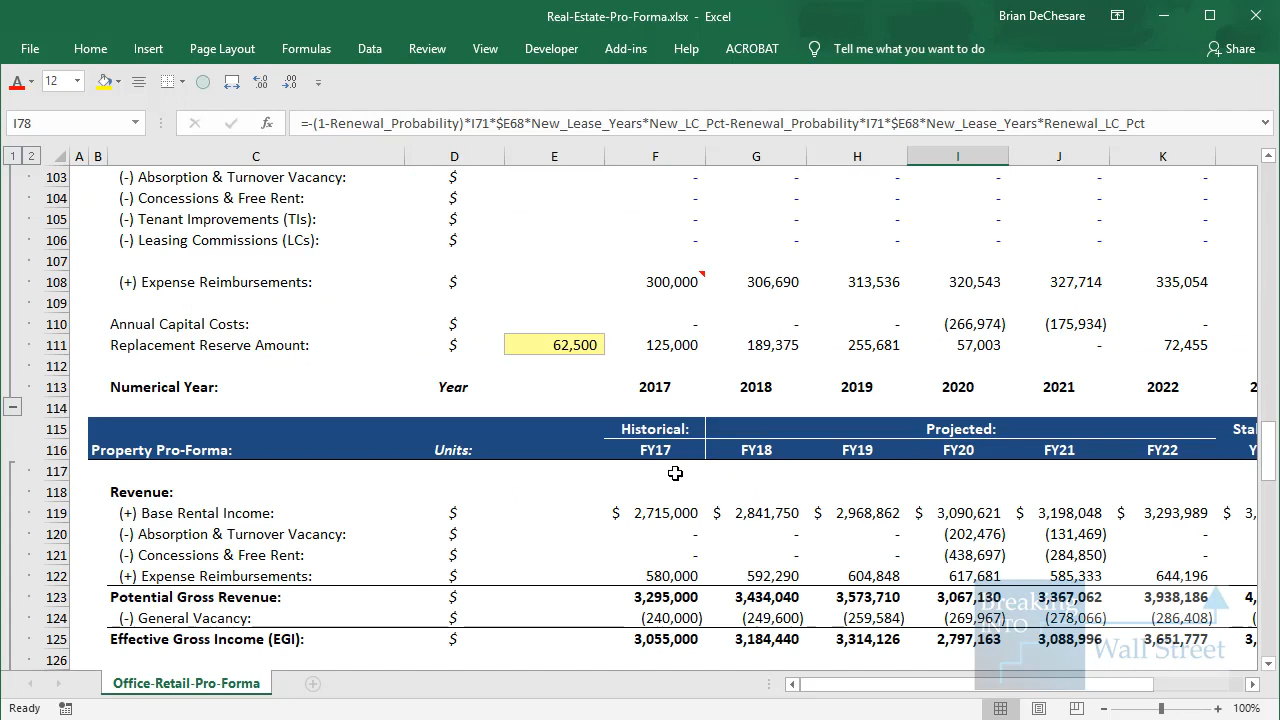 Real-Estate-Pro-Forma.xlsx - Excel Brian DeChesare
File Home Insert Page Layout Formulas Data Review View Developer Add-ins Help ACROBAT Tell me what you want to do Share
A 12
I78 fx =-(1-Renewal_Probability)*I71*$E68*New_Lease_Years*New_LC_Pct-Renewal_Probability*I71*$E68*New_Lease_Years*Renewal_LC_Pct
1 2 A B C D E F G H I J K
103 (-) Absorption & Turnover Vacancy: $ - - - - - -
104 (-) Concessions & Free Rent: $ - - - - - -
105 (-) Tenant Improvements (TIs): $ - - - - - -
106 (-) Leasing Commissions (LCs): $ - - - - - -
107
108 (+) Expense Reimbursements: $ 300,000 306,690 313,536 320,543 327,714 335,054
109
110 Annual Capital Costs: $ - - - (266,974) (175,934) -
111 Replacement Reserve Amount: $ 62,500 125,000 189,375 255,681 57,003 - 72,455
112
113 Numerical Year: Year 2017 2018 2019 2020 2021 2022 2
114
115 Historical: Projected: Sta
116 Property Pro-Forma: Units: FY17 FY18 FY19 FY20 FY21 FY22 Y
117
118 Revenue:
119 (+) Base Rental Income: $ $ 2,715,000 $ 2,841,750 $ 2,968,862 $ 3,090,621 $ 3,198,048 $ 3,293,989 $ 3,
120 (-) Absorption & Turnover Vacancy: $ - - - (202,476) (131,469) -
121 (-) Concessions & Free Rent: $ - - - (438,697) (284,850) -
122 (+) Expense Reimbursements: $ 580,000 592,290 604,848 617,681 585,333 644,196
123 Potential Gross Revenue: $ 3,295,000 3,434,040 3,573,710 3,067,130 3,367,062 3,938,186 4,
124 (-) General Vacancy: $ (240,000) (249,600) (259,584) (269,967) (278,066) (286,408) (
125 Effective Gross Income (EGI): $ 3,055,000 3,184,440 3,314,126 2,797,163 3,088,996 3,651,777 3,
126
Breaking
INTO
Wall Street
Office-Retail-Pro-Forma
Ready 100%